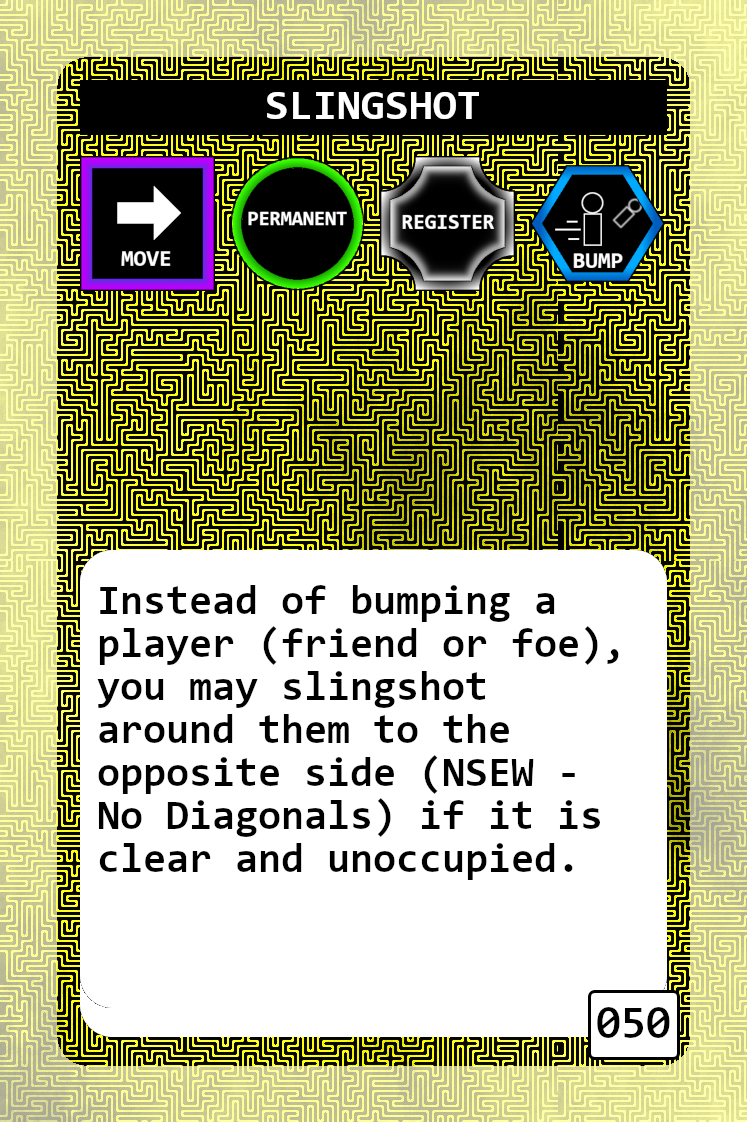 SLINGSHOT
MOVE
PERMANENT
REGISTER
BUMP
Instead of bumping a
player (friend or foe),
you may slingshot
around them to the
opposite side (NSEW -
No Diagonals) if it is
clear and unoccupied.
050